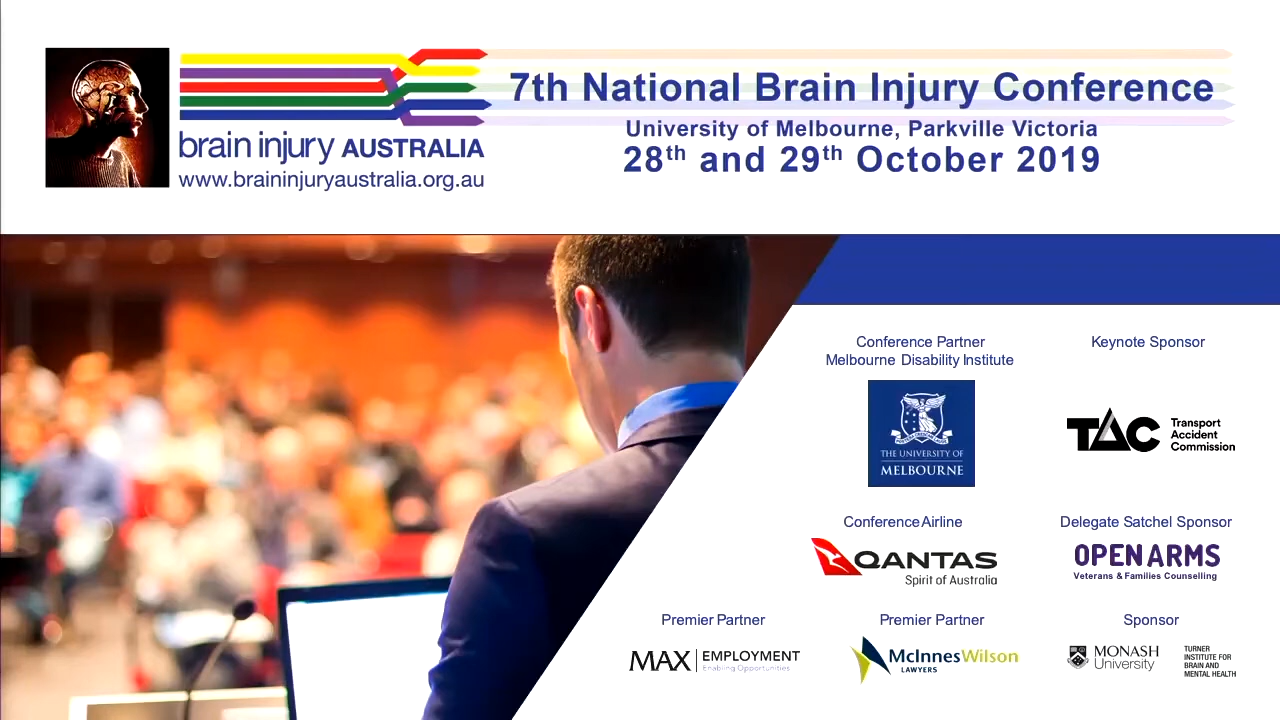 7th National Brain Injury Conference
University of Melbourne, Parkville Victoria
28th and 29th October 2019
brain injury AUSTRALIA
www.braininjuryaustralia.org.au
Conference Partner
Melbourne Disability Institute
THE UNIVERSITY OF
MELBOURNE
Keynote Sponsor
TAC
Transport
Accident
Commission
Conference Airline
QANTAS
Spirit of Australia
Delegate Satchel Sponsor
OPEN ARMS
Veterans & Families Counselling
Premier Partner
MAX EMPLOYMENT
Enabling Opportunities
Premier Partner
McInnesWilson
LAWYERS
Sponsor
MONASH
University
TURNER
INSTITUTE FOR
BRAIN AND
MENTAL HEALTH